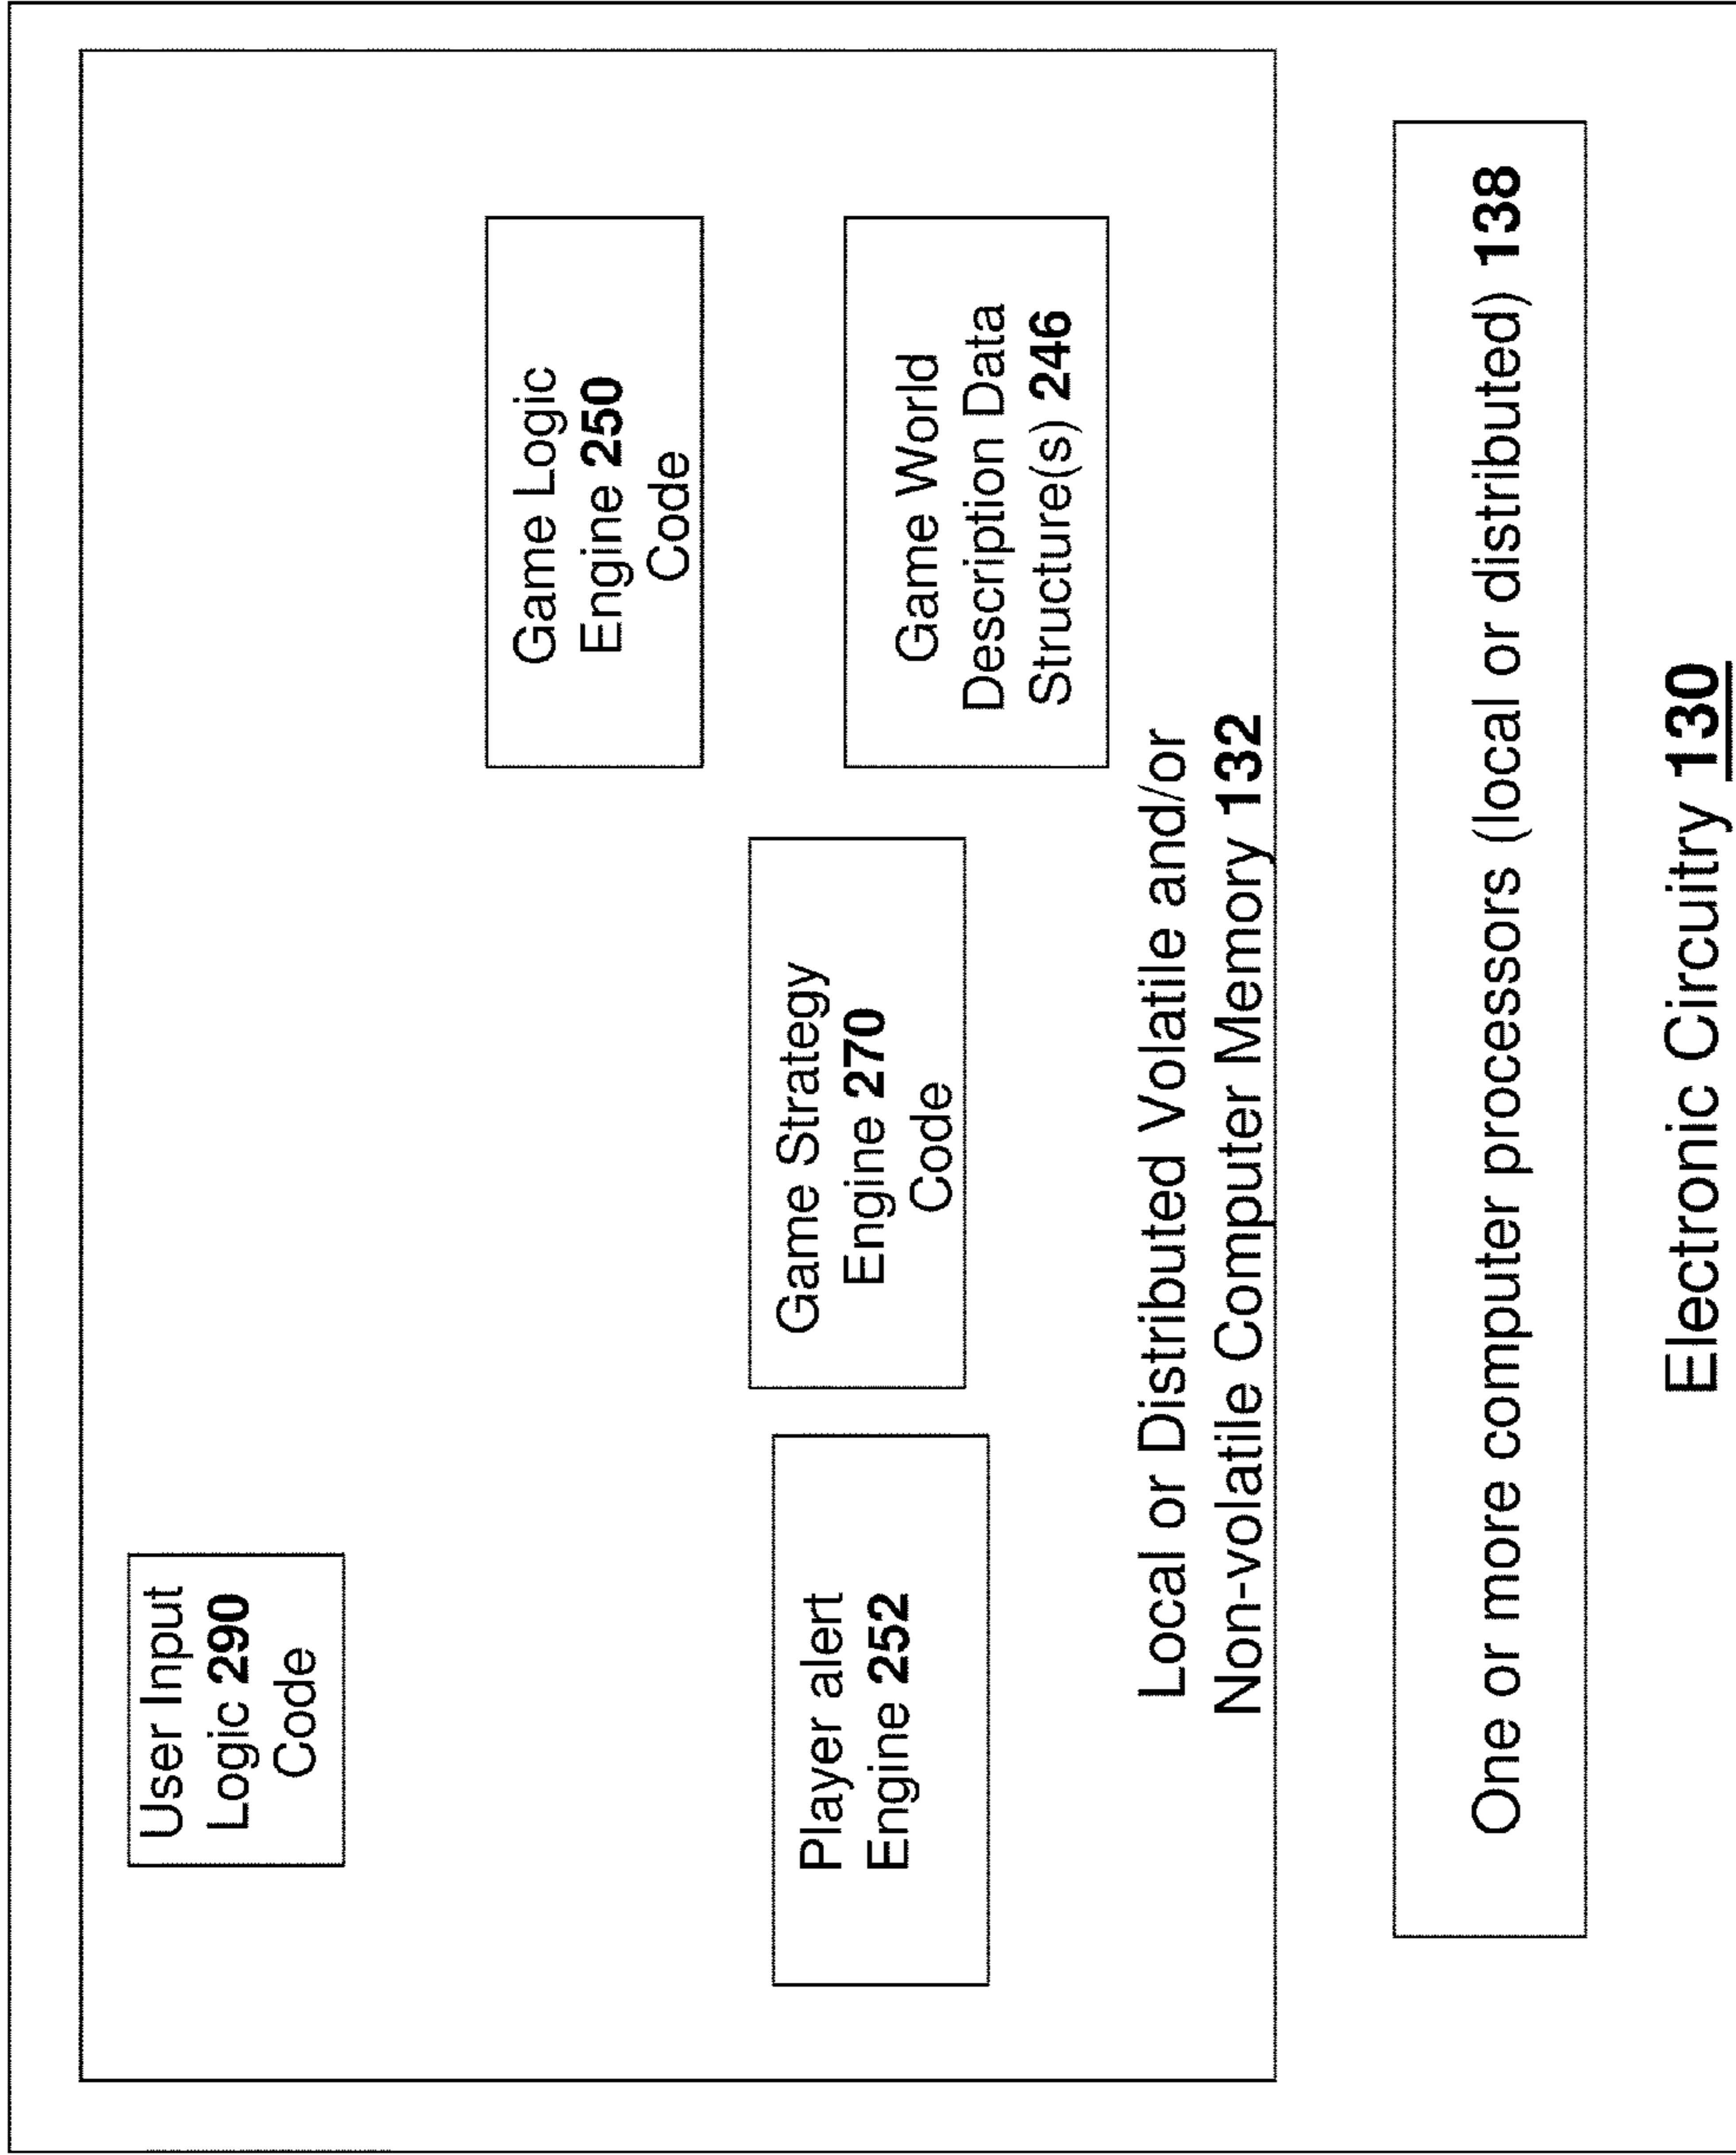 User Input
Logic 290
Code
Game Logic
Engine 250
Code
Game Strategy
Engine 270
Code
Player alert
Engine 252
Game World
Description Data
Structure(s) 246
Local or Distributed Volatile and/or
Non-volatile Computer Memory 132
One or more computer processors (local or distributed) 138
Electronic Circuitry 130